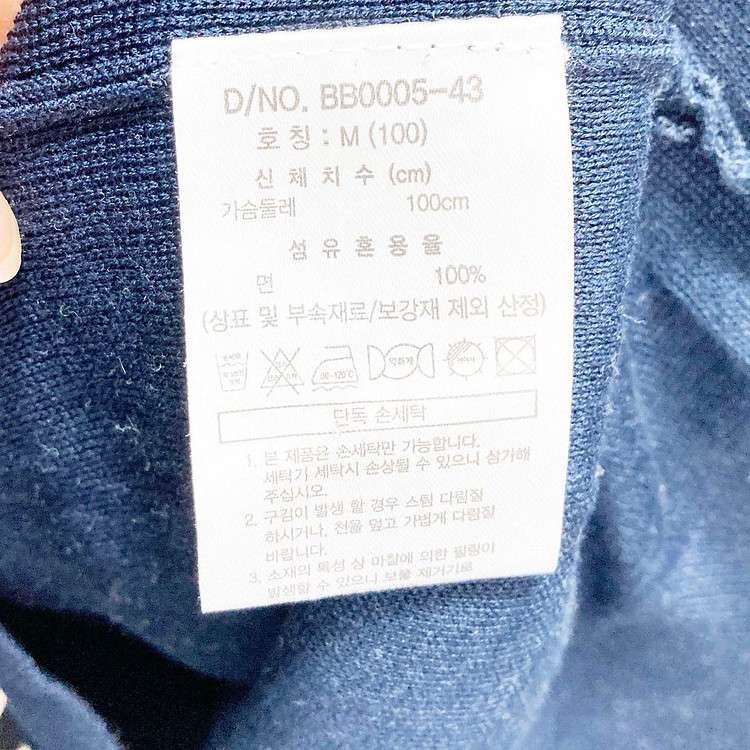 D/NO. BB0005-43
호칭 : M (100)
신체치수 (cm)
가슴둘레 100cm
섬유혼용율
면 100%
(상표 및 부속재료/보강재 제외 산정)
80-120℃ 약하게
단독 손세탁
1. 본 제품은 손세탁만 가능합니다.
세탁기 세탁시 손상될 수 있으니 삼가해
주십시오.
2. 구김이 발생 할 경우 스팀 다림질
하시거나, 천을 덮고 가볍게 다림질
바랍니다.
3. 소재의 특성 상 마찰에 의한 필링이
발생할수 있으니 보풀 제거기로